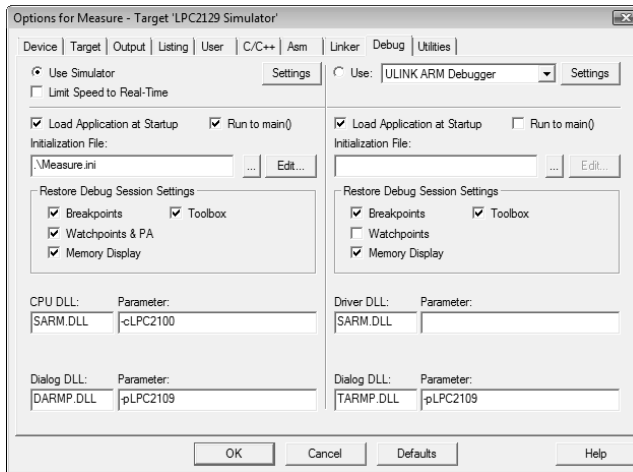 Options for Measure - Target 'LPC2129 Simulator'
Device Target Output Listing User C/C++ Asm Linker Debug Utilities
Use Simulator Settings Use: ULINK ARM Debugger Settings
Limit Speed to Real-Time
Load Application at Startup Run to main() Load Application at Startup Run to main()
Initialization File: Initialization File:
.\Measure.ini ... Edit... ... Edit...
Restore Debug Session Settings Restore Debug Session Settings
Breakpoints Toolbox Breakpoints Toolbox
Watchpoints & PA Watchpoints
Memory Display Memory Display
CPU DLL: Parameter: Driver DLL: Parameter:
SARM.DLL -cLPC2100 SARM.DLL
Dialog DLL: Parameter: Dialog DLL: Parameter:
DARMP.DLL -pLPC2109 TARMP.DLL -pLPC2109
OK Cancel Defaults Help